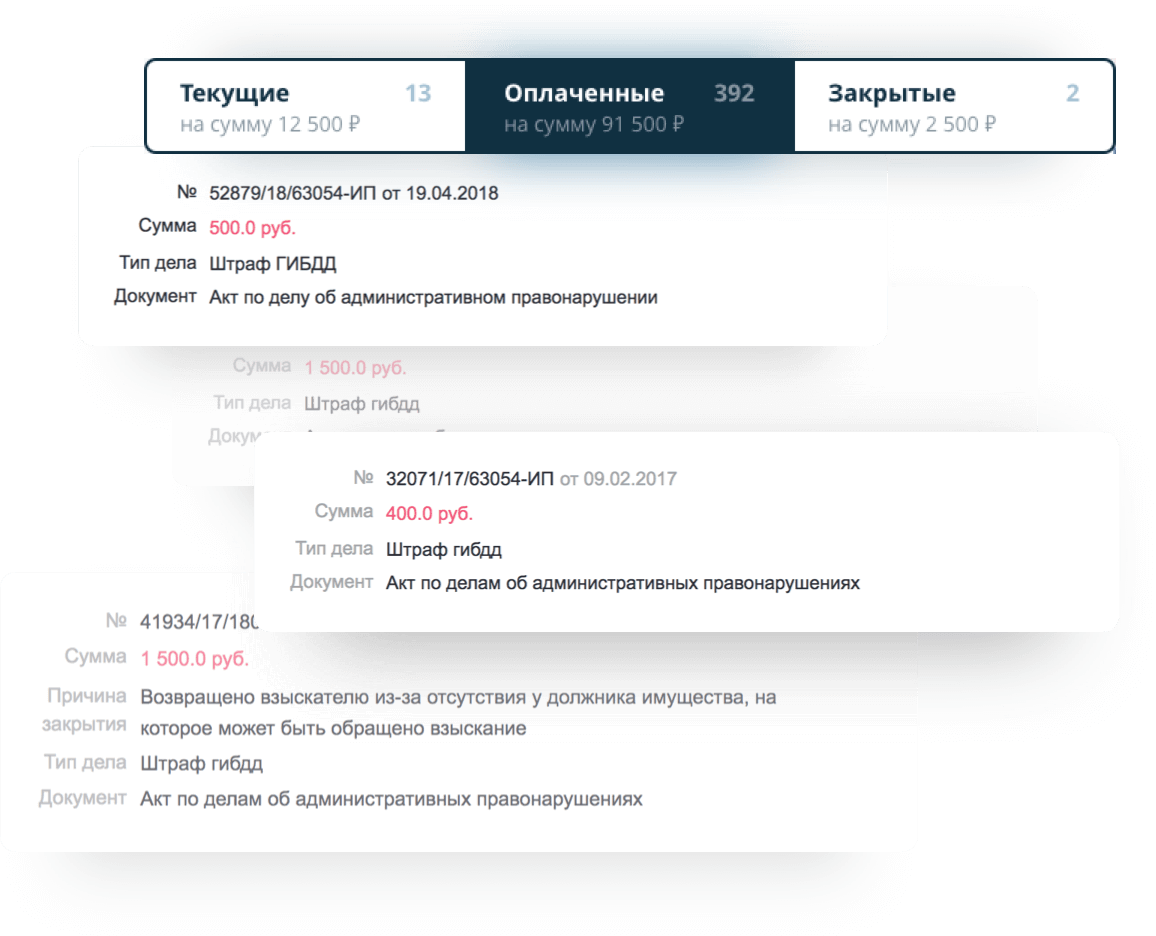 Текущие 13
на сумму 12 500 ₽
Оплаченные 392
на сумму 91 500 ₽
Закрытые 2
на сумму 2 500 ₽
№ 52879/18/63054-ИП от 19.04.2018
Сумма 500.0 руб.
Тип дела Штраф ГИБДД
Документ Акт по делу об административном правонарушении
Сумма 1 500.0 руб.
Тип дела Штраф гибдд
№ 32071/17/63054-ИП от 09.02.2017
Сумма 400.0 руб.
Тип дела Штраф гибдд
Документ Акт по делам об административных правонарушениях
№ 41934/17/180
Сумма 1 500.0 руб.
Причина Возвращено взыскателю из-за отсутствия у должника имущества, на
закрытия которое может быть обращено взыскание
Тип дела Штраф гибдд
Документ Акт по делам об административных правонарушениях